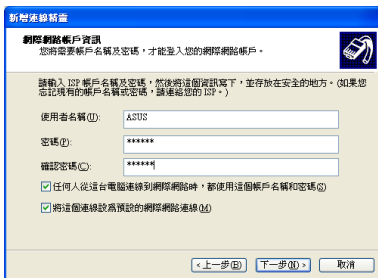 新增連線精靈
網際網路帳戶資訊
您將需要帳戶名稱及密碼，才能登入您的網際網路帳戶。
請輸入 ISP 帳戶名稱及密碼，然後將這個資訊寫下，並存放在安全的地方。(如果您
忘記現有的帳戶名稱或密碼，請連絡您的 ISP。)
使用者名稱(U): ASUS
密碼(P): ******
確認密碼(C): ******
任何人從這台電腦連線到網際網路時，都使用這個帳戶名稱和密碼(S)
將這個連線設為預設的網際網路連線(M)
<上一步(B) 下一步(N)> 取消